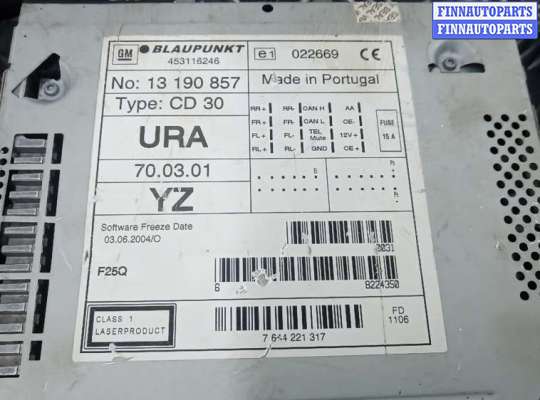 FINNAUTOPARTS
FINNAUTOPARTS
GM BLAUPUNKT
453116246
e1 022669 CE
No: 13 190 857
Made in Portugal
Type: CD 30
URA
70.03.01
YZ
RR+ RR- CAN H AA
FR+ FR- CAN L OE-
FL+ FL- TEL Mute 12V+
RL+ RL- GND OE+
FUSE
15 A
Software Freeze Date
03.06.2004/O
F25Q
CLASS 1
LASERPRODUCT
7 644 221 317
FD
1106